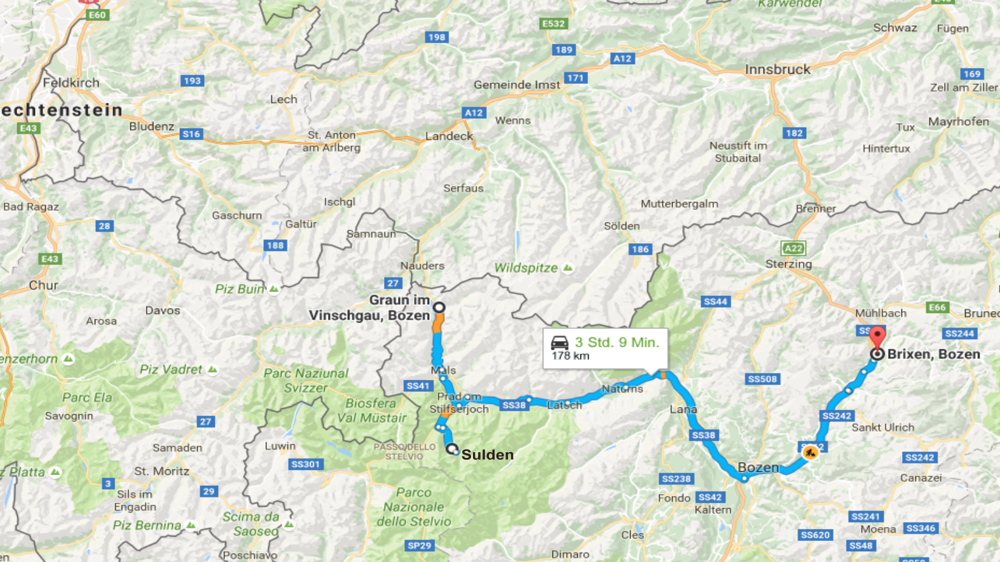 Karwendel
E60
E532
198
Schwaz
Fügen
189
A12
Innsbruck
169
Feldkirch
193
Gemeinde Imst
171
Zell am Ziller
Lech
echtenstein
A12
Wenns
Mayrhofen
E43
Bludenz
S16
St. Anton
am Arlberg
Landeck
182
Tux
Neustift im
Stubaital
Hintertux
Serfaus
Bad Ragaz
Ischgl
Mutterbergalm
Brenner
Gaschurn
Galtür
28
Samnaun
Sölden
188
186
A22
E43
Nauders
Wildspitze
Sterzing
Chur
Piz Buin
27
Graun im
Vinschgau, Bozen
SS44
Davos
Arosa
Mühlbach
E66
Brunec
SS244
3 Std. 9 Min.
178 km
Brixen, Bozen
enzerhorn
Piz Vadret
Parc Naziunal
Svizzer
Mals
SS41
Naturns
SS508
Parc Ela
Biosfera
Val Müstair
Prad am
Stilfserjoch
SS38
Latsch
Lana
Savognin
27
SS242
Sankt Ulrich
SS38
Samaden
Luwin
PASSO DELLO
STELVIO
Sulden
SS301
SS242
z Platta
St. Moritz
Bozen
Canazei
3
29
Sils im
Engadin
Parco
Nazionale
dello Stelvio
SS238
Fondo
SS42
Kaltern
Piz Bernina
Scima da
Saoseo
SS241
Moena
SS346
Cles
SS620
SP29
SS48
Poschiavo
Dimaro